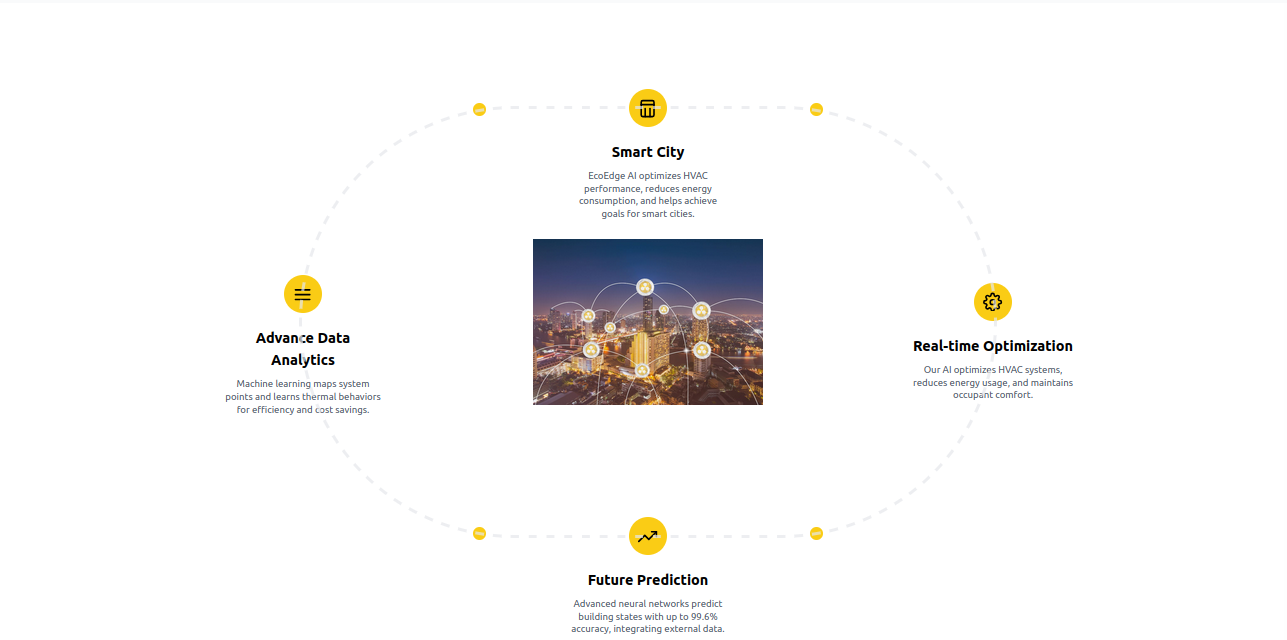 Smart City
EcoEdge AI optimizes HVAC
performance, reduces energy
consumption, and helps achieve
goals for smart cities.
Advance Data
Analytics
Machine learning maps system
points and learns thermal behaviors
for efficiency and cost savings.
Real-time Optimization
Our AI optimizes HVAC systems,
reduces energy usage, and maintains
occupant comfort.
Future Prediction
Advanced neural networks predict
building states with up to 99.6%
accuracy, integrating external data.